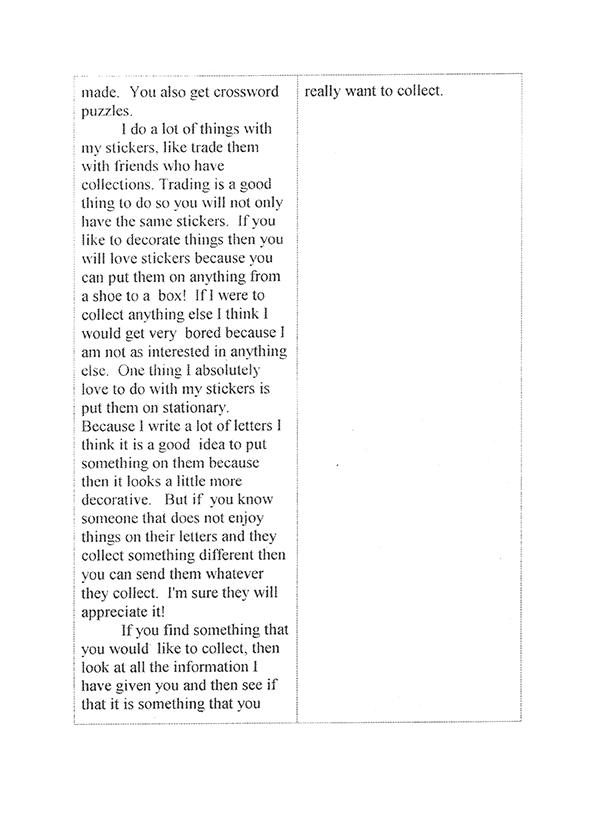 made.  You also get crossword
puzzles.
I do a lot of things with
my stickers, like trade them
with friends who have
collections. Trading is a good
thing to do so you will not only
have the same stickers.  If you
like to decorate things then you
will love stickers because you
can put them on anything from
a shoe to a  box!  If I were to
collect anything else I think I
would get very  bored because I
am not as interested in anything
else.  One thing I absolutely
love to do with my stickers is
put them on stationary.
Because I write a lot of letters I
think it is a good  idea to put
something on them because
then it looks a little more
decorative.   But if  you know
someone that does not enjoy
things on their letters and they
collect something different then
you can send them whatever
they collect.  I'm sure they will
appreciate it!
If you find something that
you would  like to collect, then
look at all the information I
have given you and then see if
that it is something that you
really want to collect.